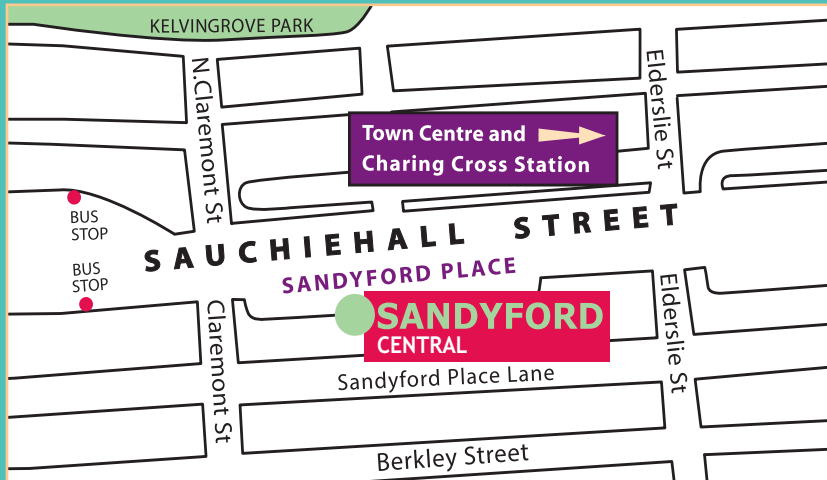 KELVINGROVE PARK
N.Claremont St
Elderslie St
Town Centre and
Charing Cross Station
BUS
STOP
SAUCHIEHALL STREET
SANDYFORD PLACE
BUS
STOP
SANDYFORD
CENTRAL
Claremont St
Elderslie St
Sandyford Place Lane
Berkley Street